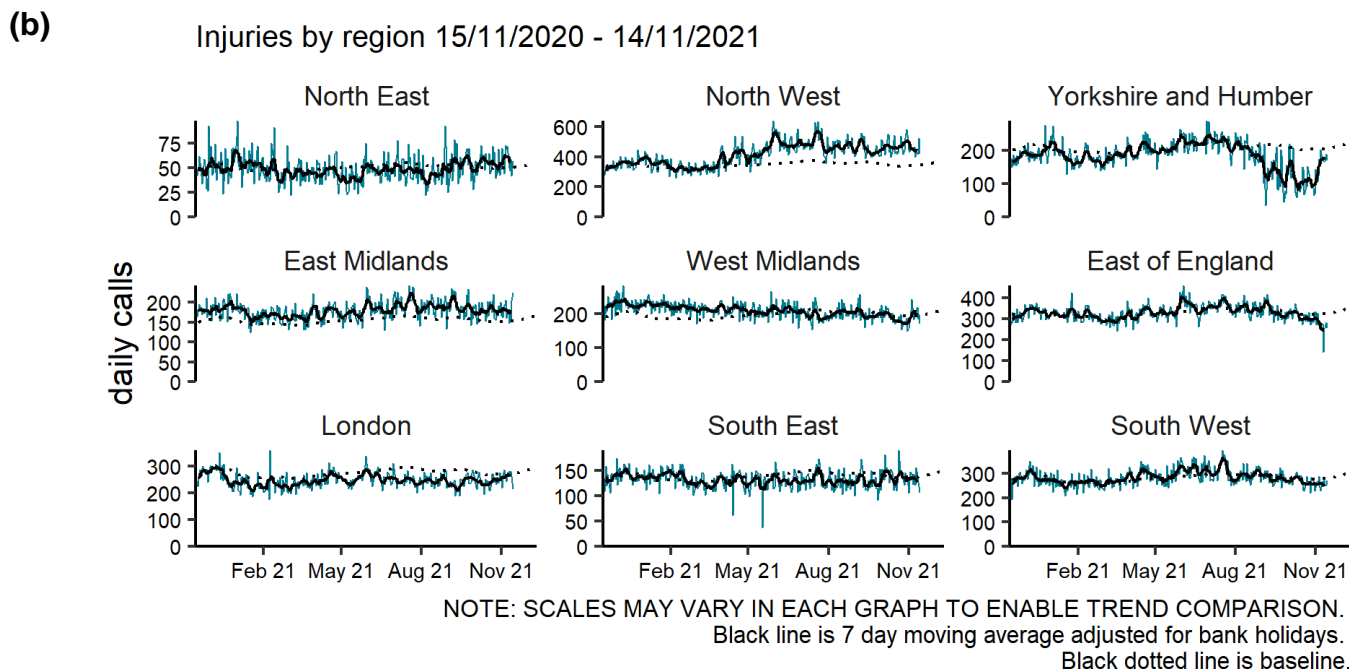 (b)
Injuries by region 15/11/2020 - 14/11/2021
daily calls
North East
75
50
25
0
North West
600
400
200
0
Yorkshire and Humber
200
100
0
East Midlands
200
150
100
50
0
West Midlands
200
100
0
East of England
400
300
200
100
0
London
300
200
100
0
Feb 21 May 21 Aug 21 Nov 21
South East
150
100
50
0
Feb 21 May 21 Aug 21 Nov 21
South West
300
200
100
0
Feb 21 May 21 Aug 21 Nov 21
NOTE: SCALES MAY VARY IN EACH GRAPH TO ENABLE TREND COMPARISON.
Black line is 7 day moving average adjusted for bank holidays.
Black dotted line is baseline.